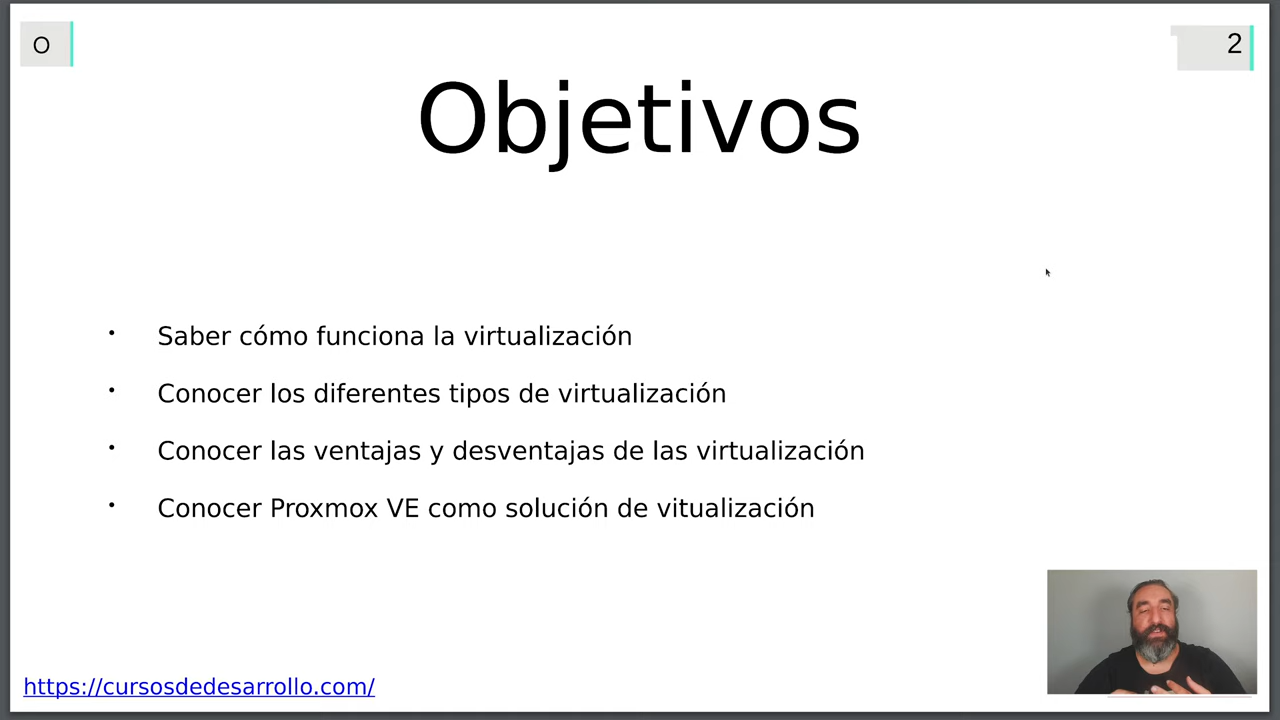 O
2
Objetivos
• Saber cómo funciona la virtualización
• Conocer los diferentes tipos de virtualización
• Conocer las ventajas y desventajas de las virtualización
• Conocer Proxmox VE como solución de vitualización
https://cursosdedesarrollo.com/